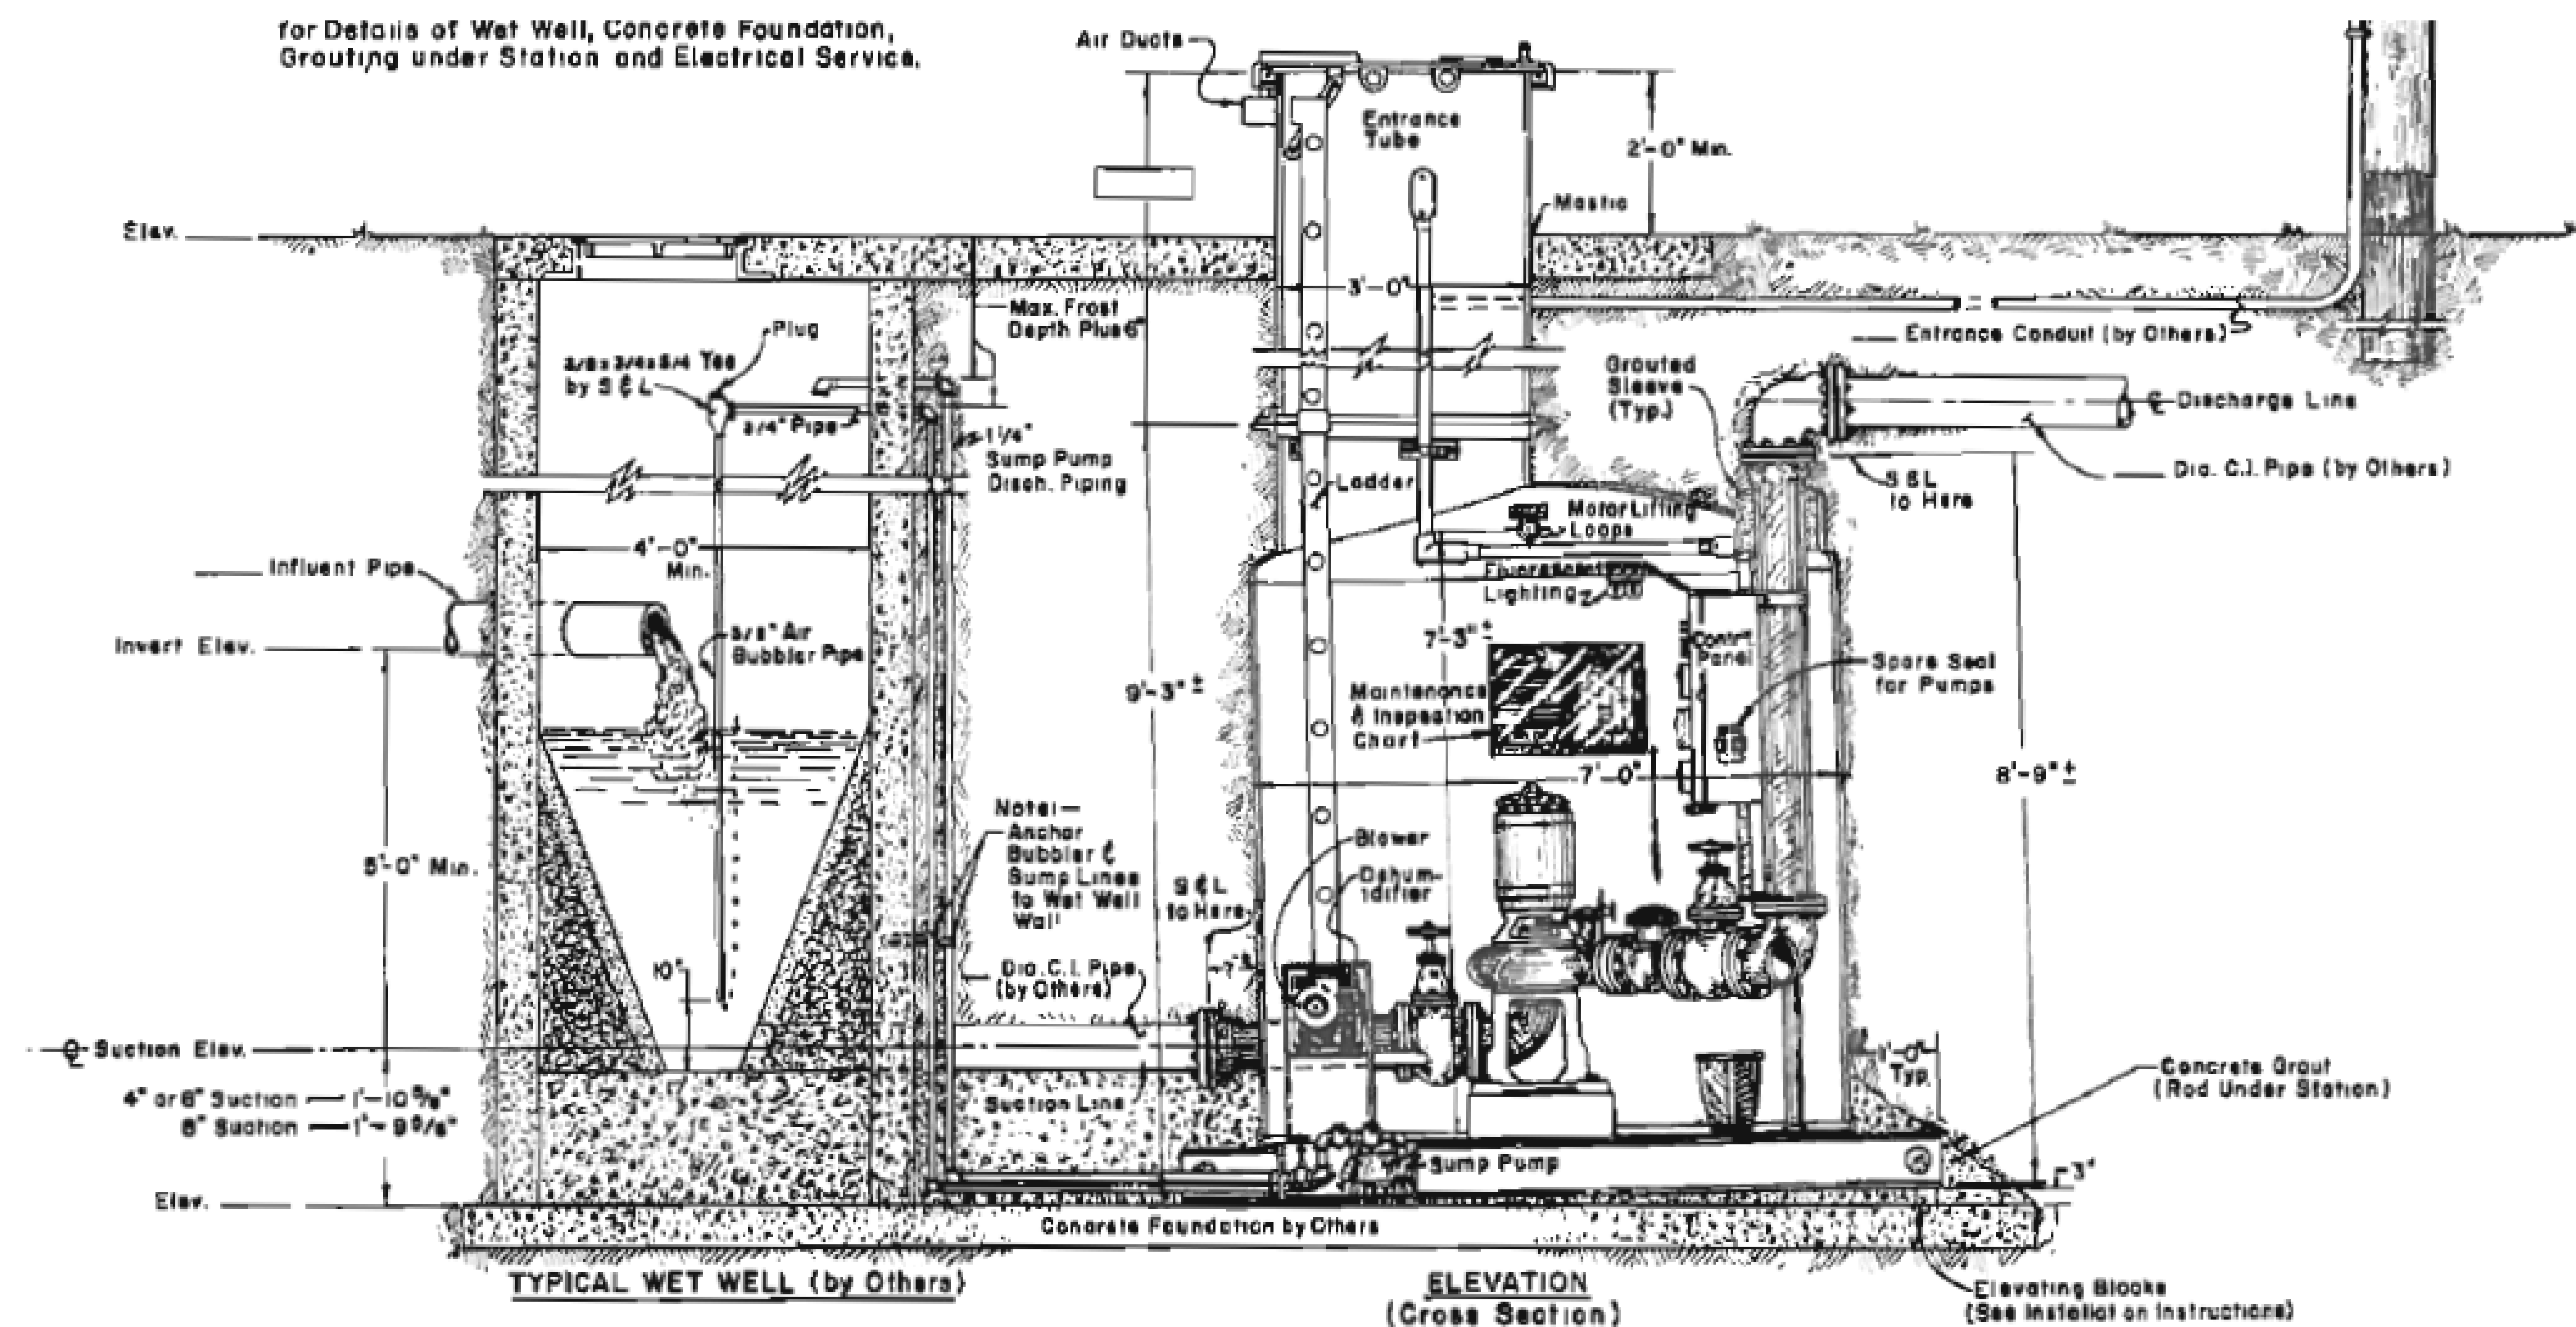 for Details of Wet Well, Concrete Foundation,
Grouting under Station and Electrical Service.
Air Ducts
Entrance
Tube
2'-0" Min.
Mastic
Elev.
3'-0"
Max. Frost
Depth Plus 6"
Entrance Conduit (by Others)
Plug
Tee
by S & L
3/4" Pipe
Grouted
Sleeve
(Typ.)
℄ Discharge Line
1 1/4"
Sump Pump
Disch. Piping
Dia. C.I. Pipe (by Others)
S & L
to Here
Ladder
Motor Lifting
Loops
4'-0"
Min.
Influent Pipe
Fluorescent
Lighting
7'-3" ±
Control
Panel
Invert Elev.
Air
Bubbler Pipe
Spare Seal
for Pumps
9'-3" ±
Maintenance
& Inspection
Chart
7'-0"
8'-9" ±
Note:—
Anchor
Bubbler &
Sump Lines
to Wet Well
Wall
5'-0" Min.
Blower
Dehum-
idifier
S & L
to Here
10"
7"
Dia. C.I. Pipe
(by Others)
℄ Suction Elev.
1'-0"
Typ.
Concrete Grout
(Rod Under Station)
4" or 6" Suction
8" Suction
Suction Line
Sump Pump
3"
Elev.
Concrete Foundation by Others
TYPICAL WET WELL (by Others)
ELEVATION
(Cross Section)
Elevating Blocks
(See Installation Instructions)